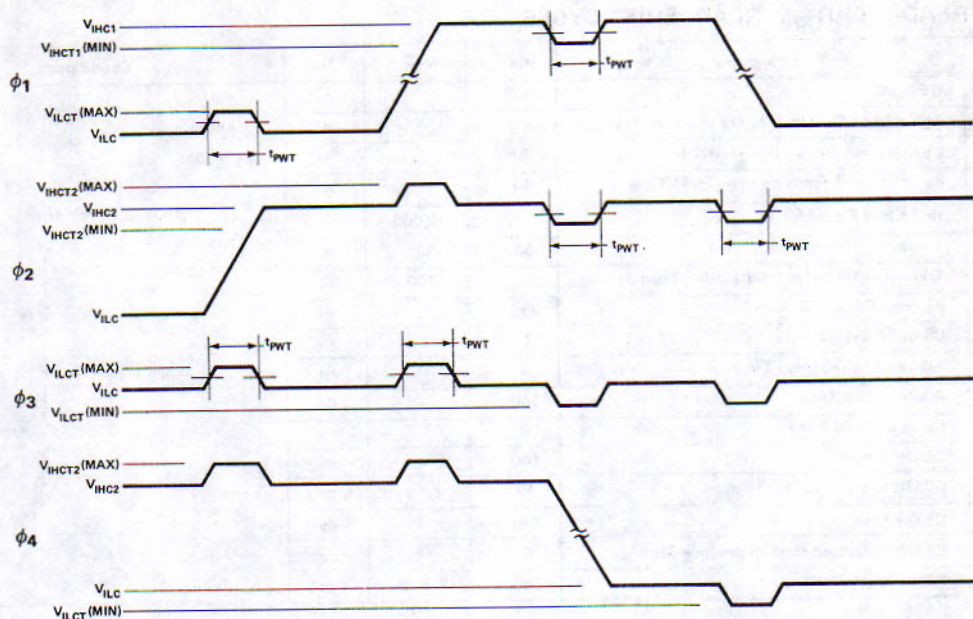 V_IHC1
V_IHCT1(MIN)
t_PWT
ϕ1
V_ILCT(MAX)
V_ILC
t_PWT
V_IHCT2(MAX)
V_IHC2
V_IHCT2(MIN)
t_PWT
t_PWT
ϕ2
V_ILC
t_PWT
t_PWT
V_ILCT(MAX)
V_ILC
ϕ3
V_ILCT(MIN)
V_IHCT2(MAX)
V_IHC2
ϕ4
V_ILC
V_ILCT(MIN)